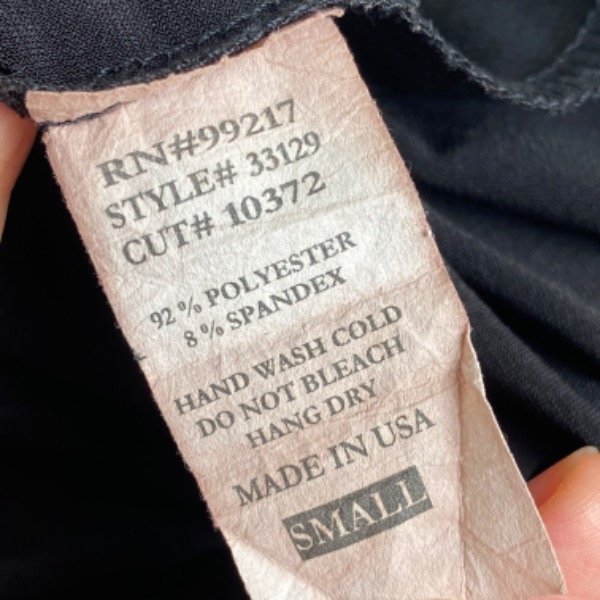 RN#99217
STYLE# 33129
CUT# 10372
92% POLYESTER
8% SPANDEX
HAND WASH COLD
DO NOT BLEACH
HANG DRY
MADE IN USA
SMALL